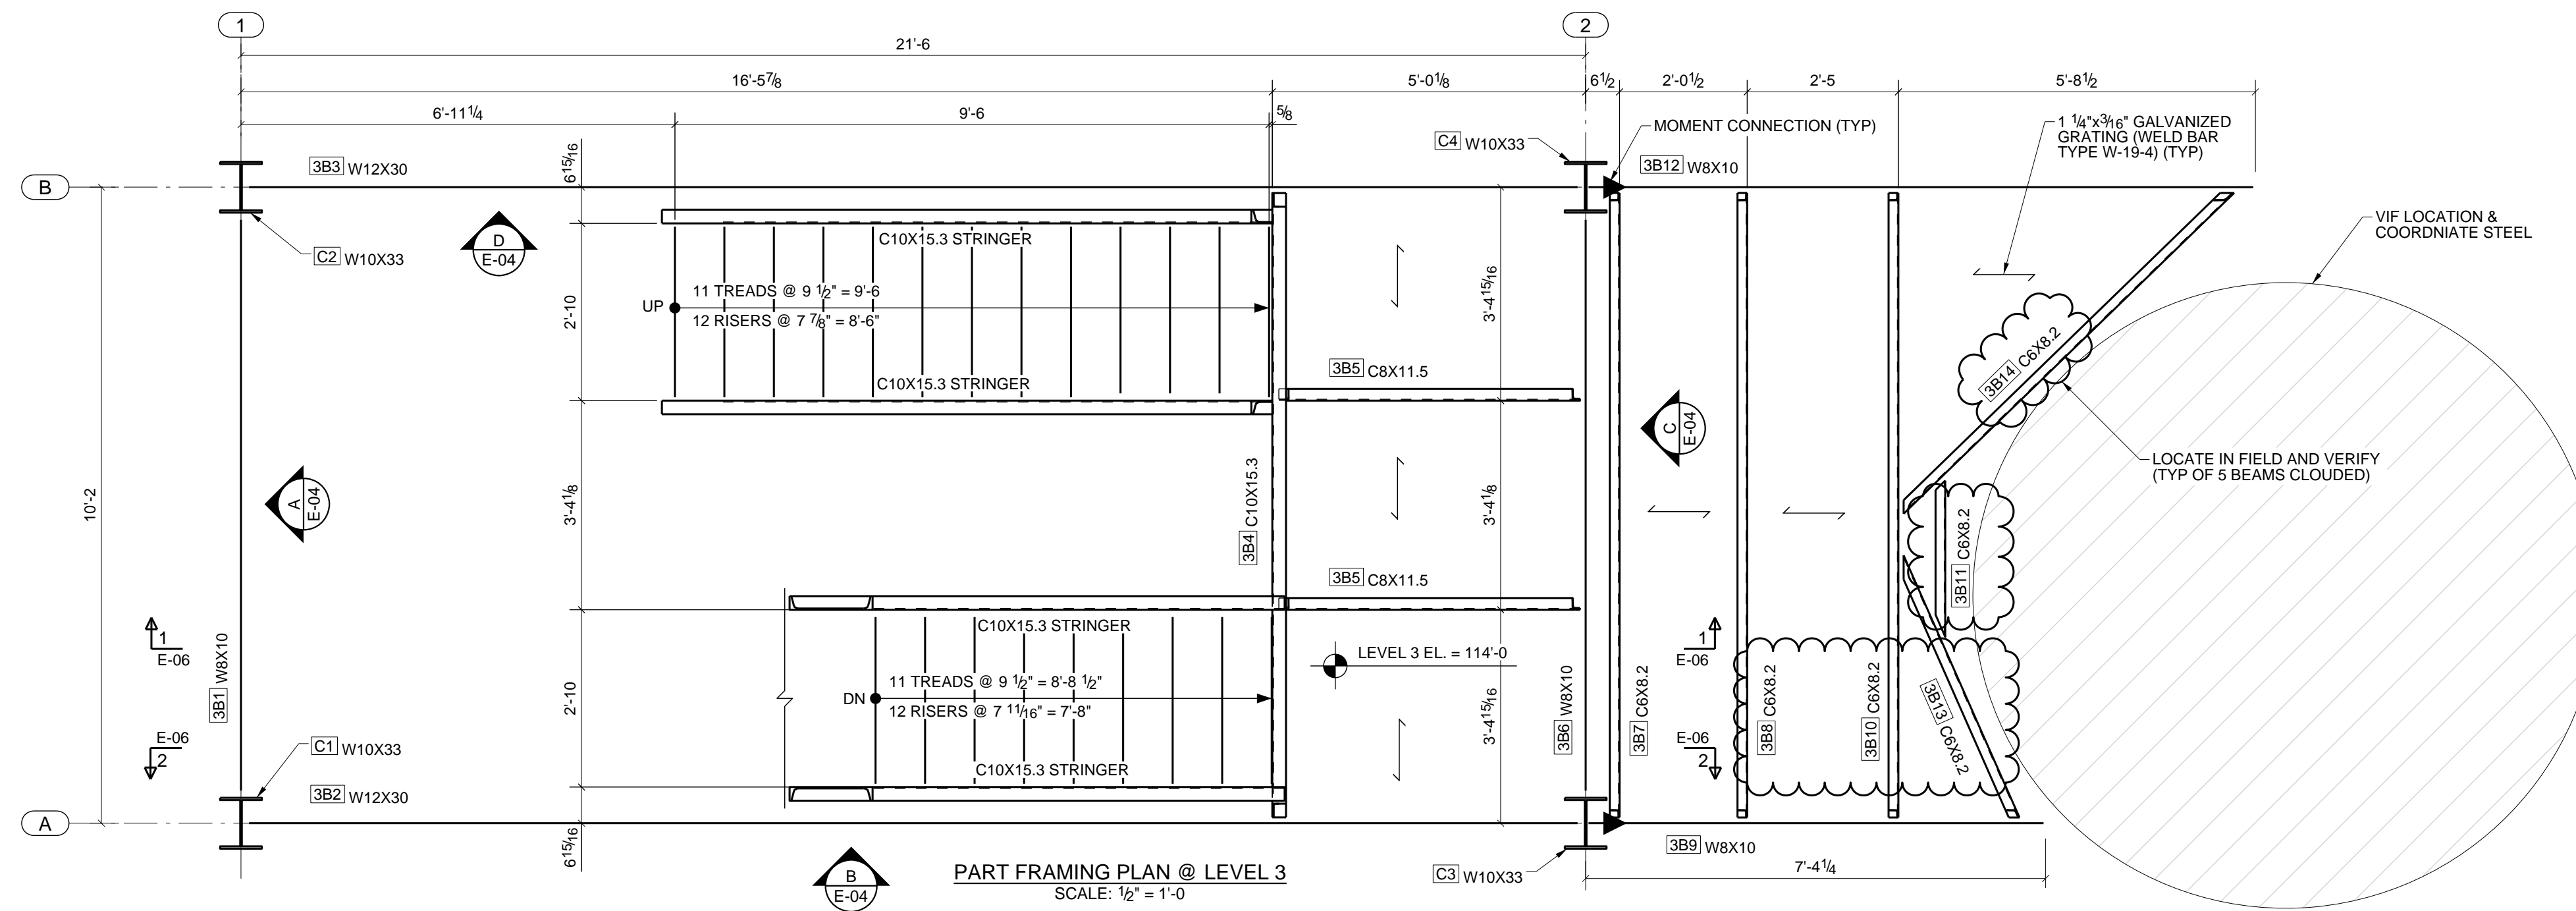 1
2
21'-6
16'-5 7/8
5'-0 1/8
6 1/2
2'-0 1/2
2'-5
5'-8 1/2
6'-11 1/4
9'-6
5/8
MOMENT CONNECTION (TYP)
1 1/4"x3/16" GALVANIZED
GRATING (WELD BAR
TYPE W-19-4) (TYP)
C4 W10X33
6 15/16
3B3 W12X30
3B12 W8X10
B
VIF LOCATION &
COORDNIATE STEEL
C2 W10X33
D
E-04
C10X15.3 STRINGER
2'-10
UP
11 TREADS @ 9 1/2" = 9'-6
12 RISERS @ 7 7/8" = 8'-6"
3'-4 15/16
C10X15.3 STRINGER
3B5 C8X11.5
3B14 C6X8.2
C
E-04
LOCATE IN FIELD AND VERIFY
(TYP OF 5 BEAMS CLOUDED)
10'-2
A
E-04
3'-4 1/8
3B4 C10X15.3
3'-4 1/8
3B11 C6X8.2
3B5 C8X11.5
1
E-06
C10X15.3 STRINGER
1
E-06
LEVEL 3 EL. = 114'-0
3B1 W8X10
2'-10
DN
11 TREADS @ 9 1/2" = 8'-8 1/2"
12 RISERS @ 7 11/16" = 7'-8"
3'-4 15/16
3B6 W8X10
3B7 C6X8.2
3B8 C6X8.2
3B10 C6X8.2
3B13 C6X8.2
E-06
2
E-06
2
C1 W10X33
C10X15.3 STRINGER
3B2 W12X30
A
6 15/16
3B9 W8X10
B
E-04
PART FRAMING PLAN @ LEVEL 3
SCALE: 1/2" = 1'-0
C3 W10X33
7'-4 1/4